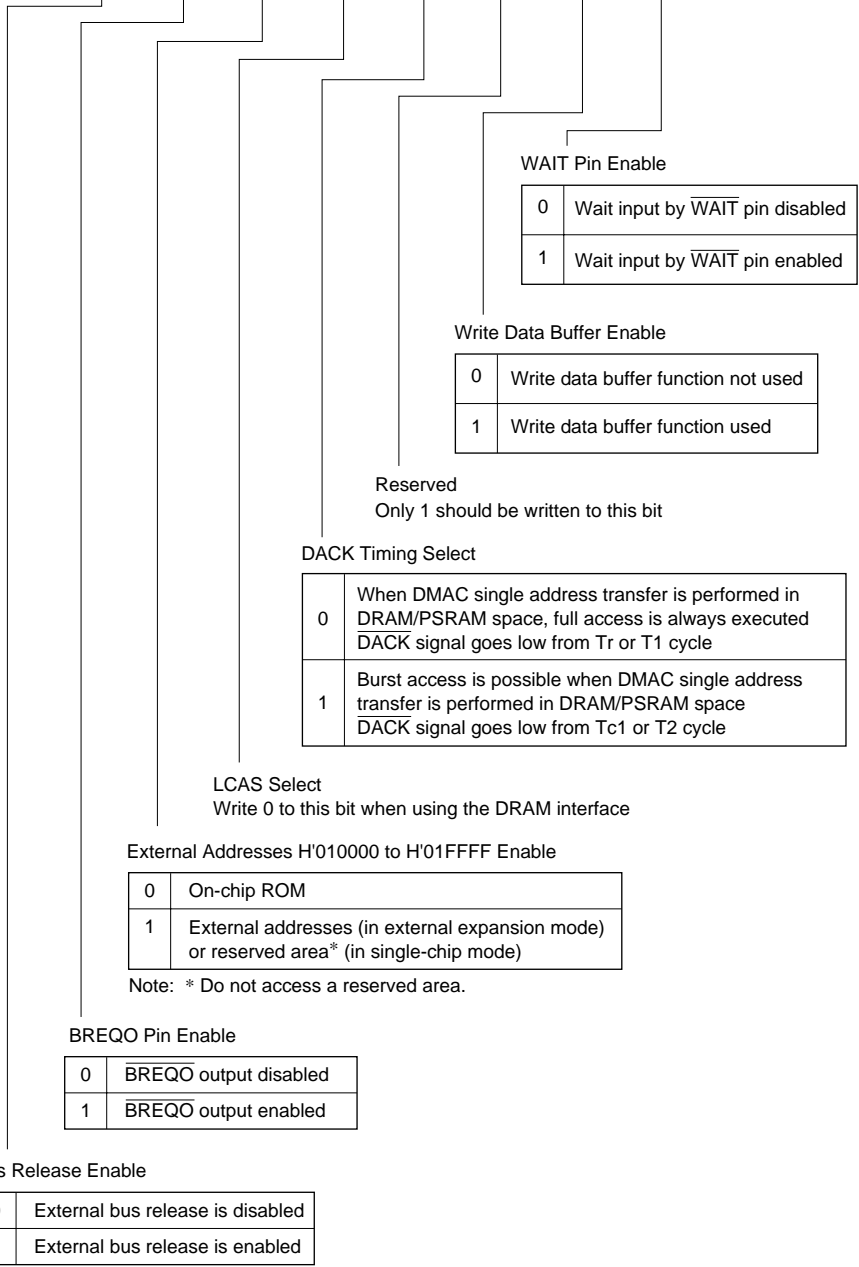 WAIT Pin Enable
0 Wait input by WAIT pin disabled
1 Wait input by WAIT pin enabled
Write Data Buffer Enable
0 Write data buffer function not used
1 Write data buffer function used
Reserved
Only 1 should be written to this bit
DACK Timing Select
When DMAC single address transfer is performed in
0 DRAM/PSRAM space, full access is always executed
DACK signal goes low from Tr or T1 cycle
Burst access is possible when DMAC single address
1 transfer is performed in DRAM/PSRAM space
DACK signal goes low from Tc1 or T2 cycle
LCAS Select
Write 0 to this bit when using the DRAM interface
External Addresses H'010000 to H'01FFFF Enable
0 On-chip ROM
1 External addresses (in external expansion mode)
or reserved area* (in single-chip mode)
Note: * Do not access a reserved area.
BREQO Pin Enable
0 BREQO output disabled
1 BREQO output enabled
Release Enable
External bus release is disabled
External bus release is enabled